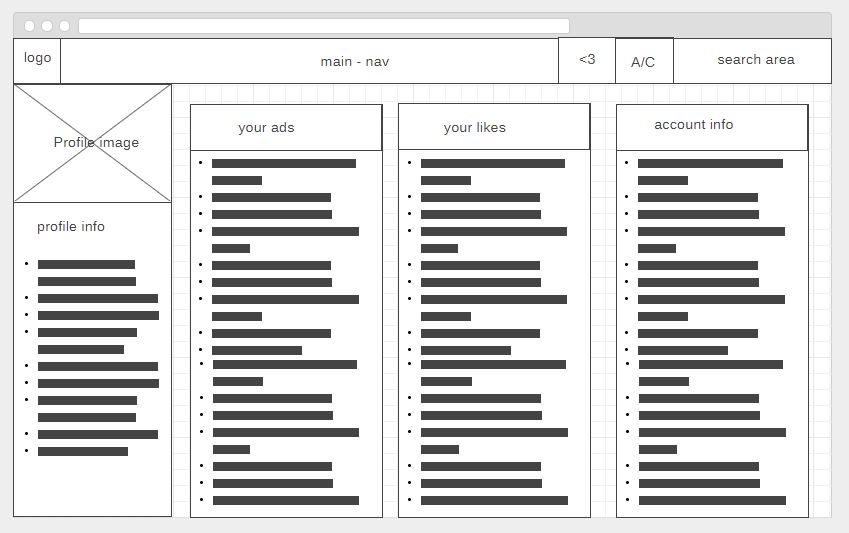 logo
main - nav
<3
A/C
search area
Profile image
profile info
your ads
your likes
account info